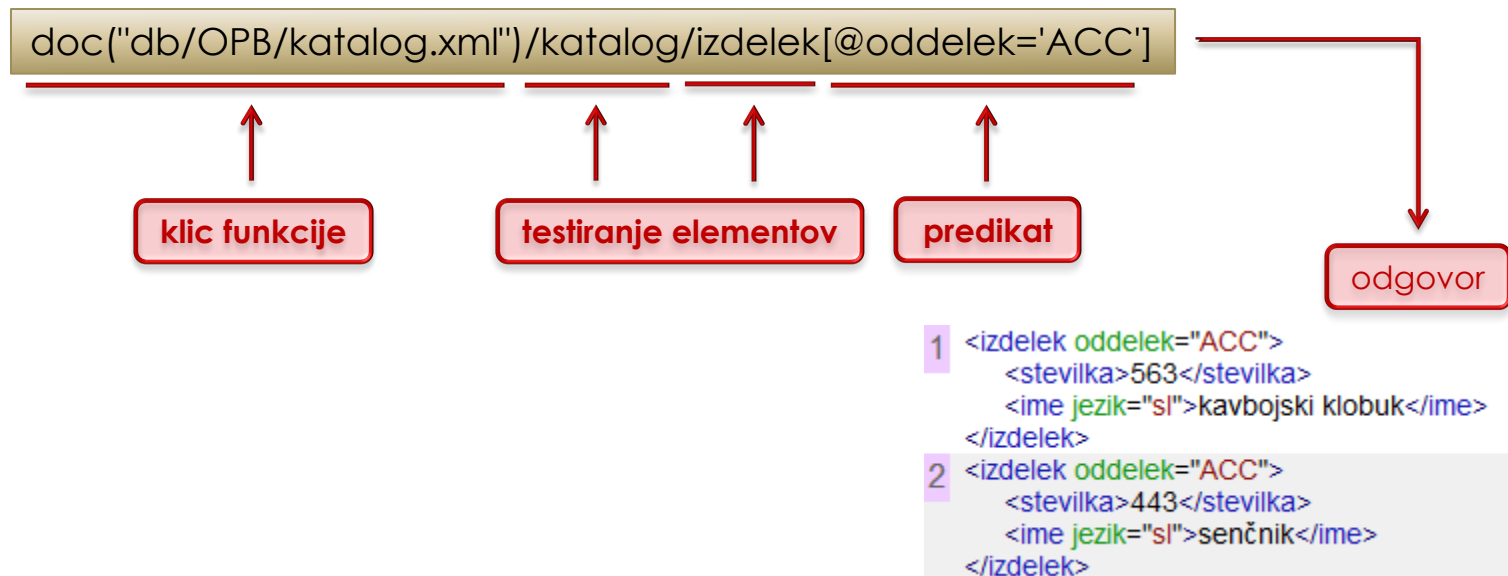 doc("db/OPB/katalog.xml")/katalog/izdelek[@oddelek='ACC']
klic funkcije
testiranje elementov
predikat
odgovor
1 <izdelek oddelek="ACC">
<stevilka>563</stevilka>
<ime jezik="sl">kavbojski klobuk</ime>
</izdelek>
2 <izdelek oddelek="ACC">
<stevilka>443</stevilka>
<ime jezik="sl">senčnik</ime>
</izdelek>